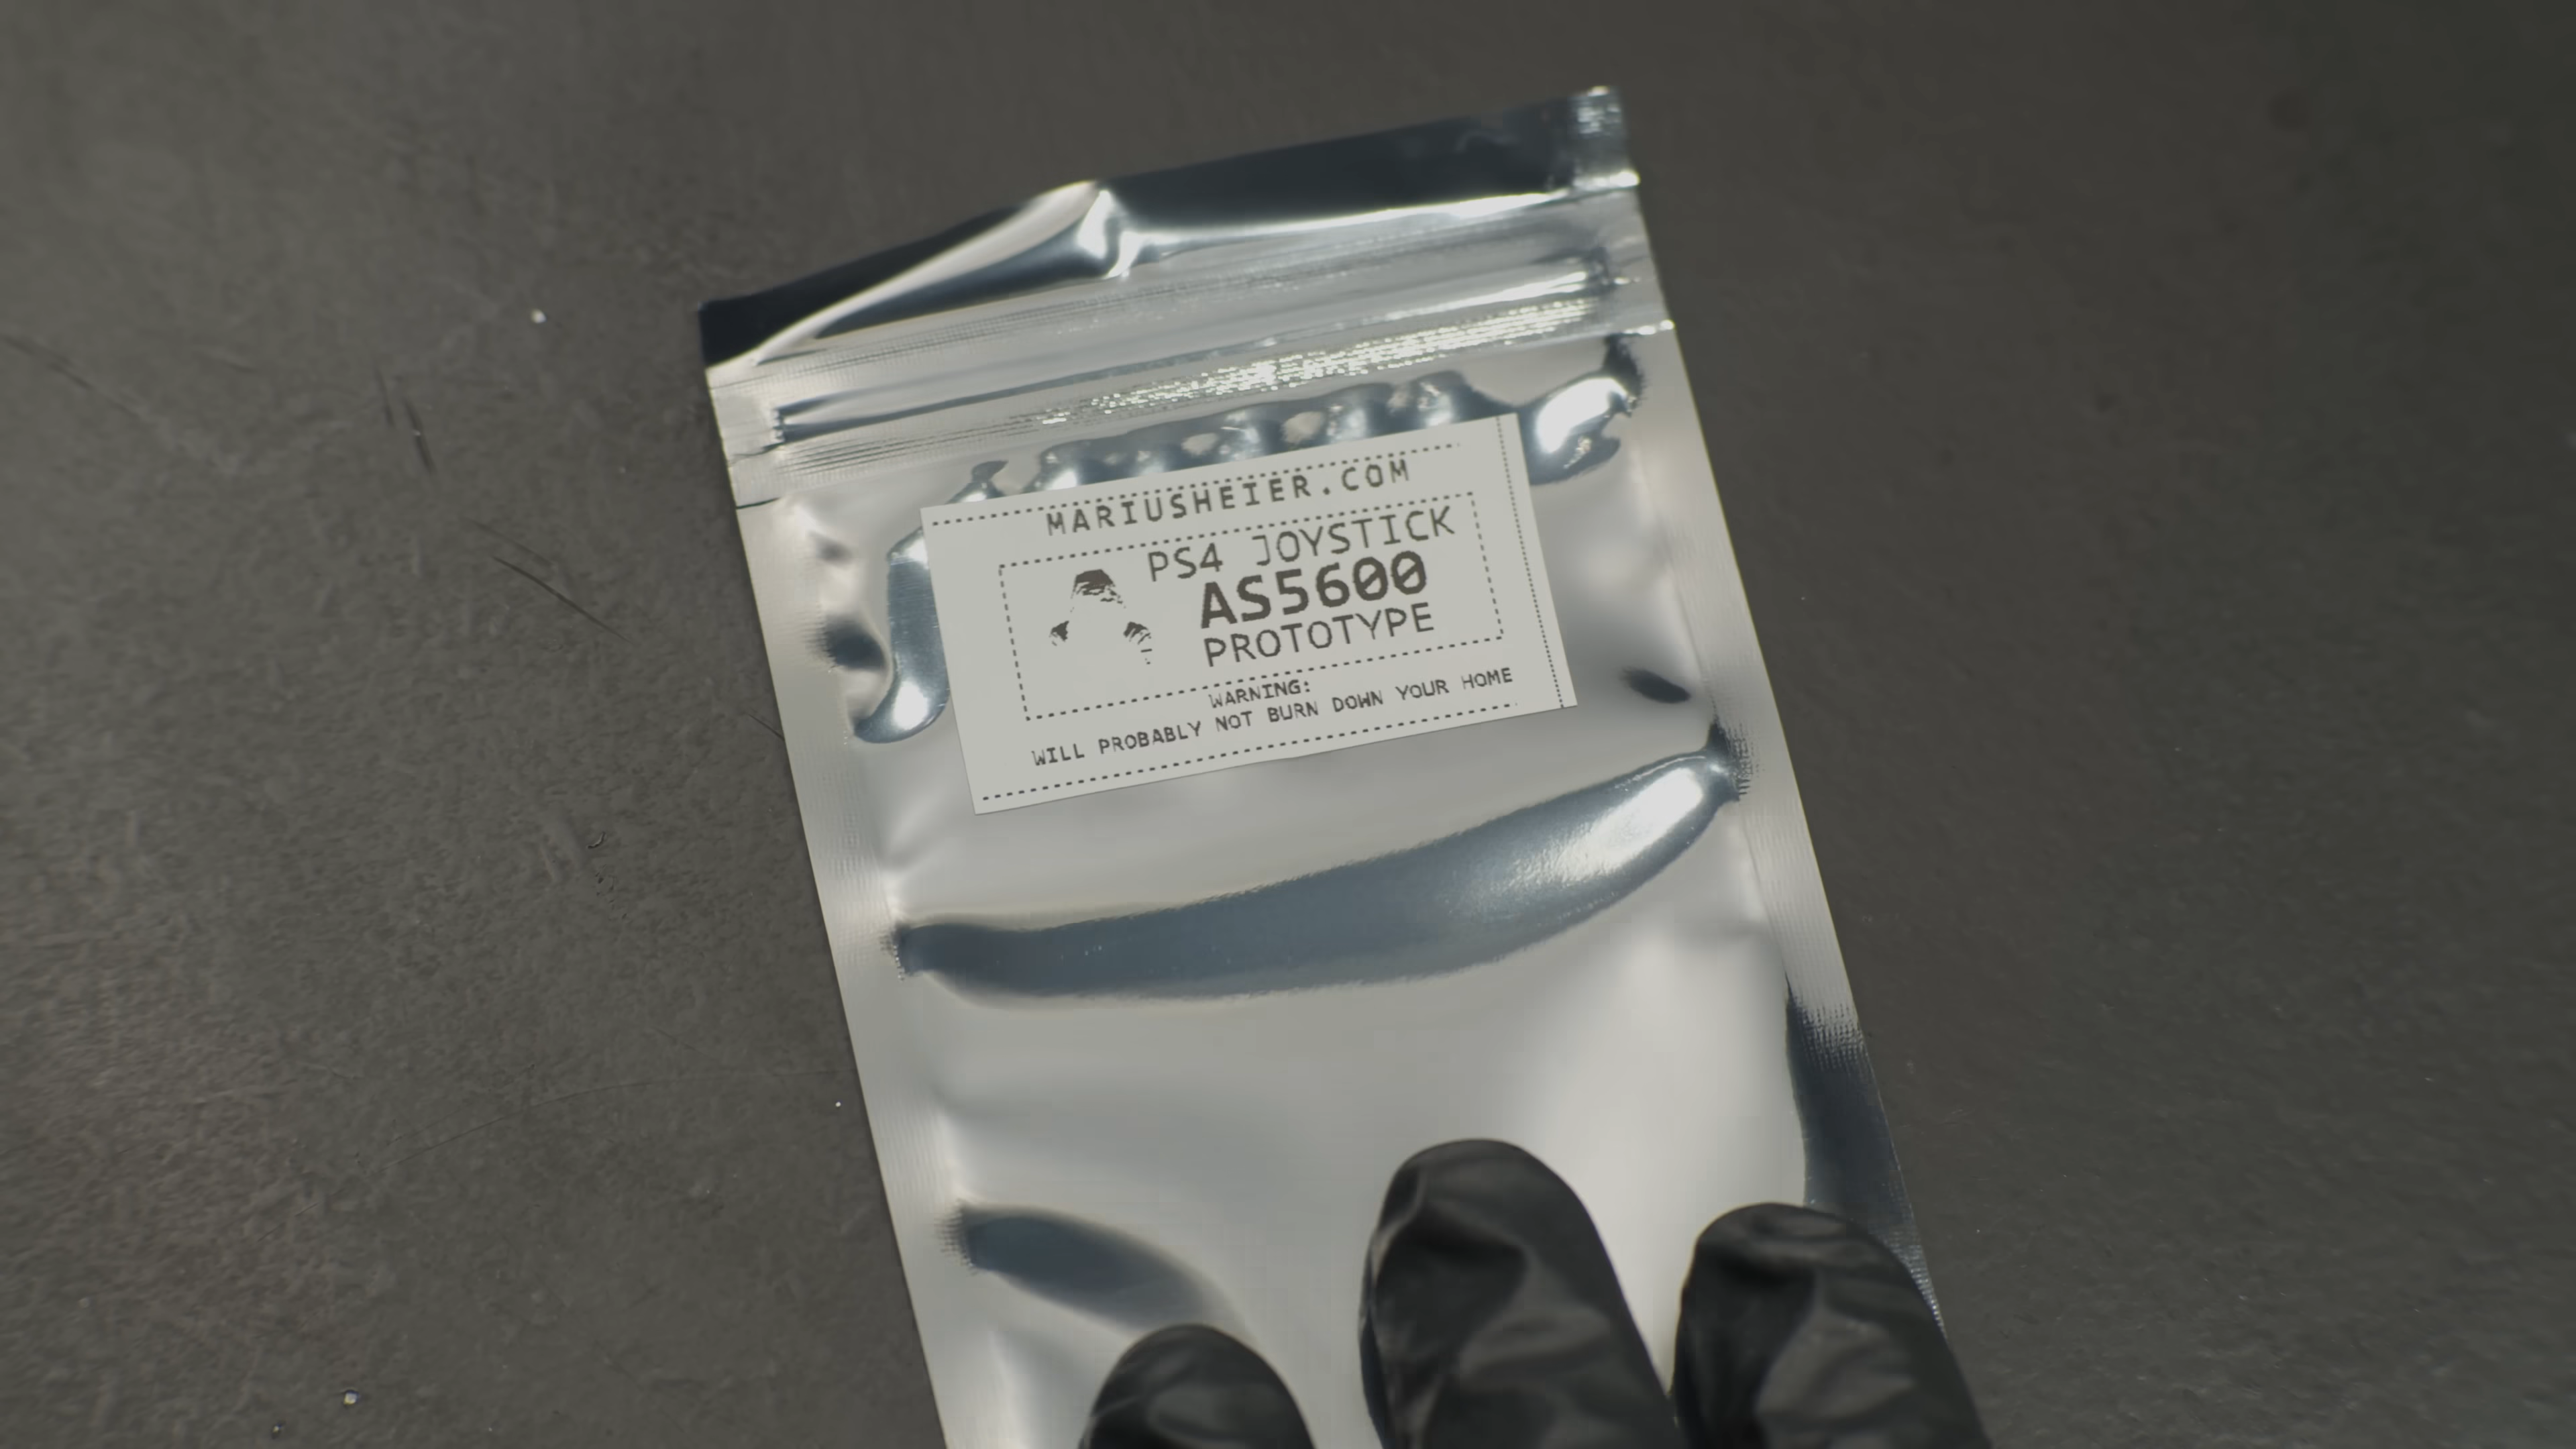 MARIUSHEIER.COM
PS4 JOYSTICK
AS5600
PROTOTYPE
WARNING:
WILL PROBABLY NOT BURN DOWN YOUR HOME